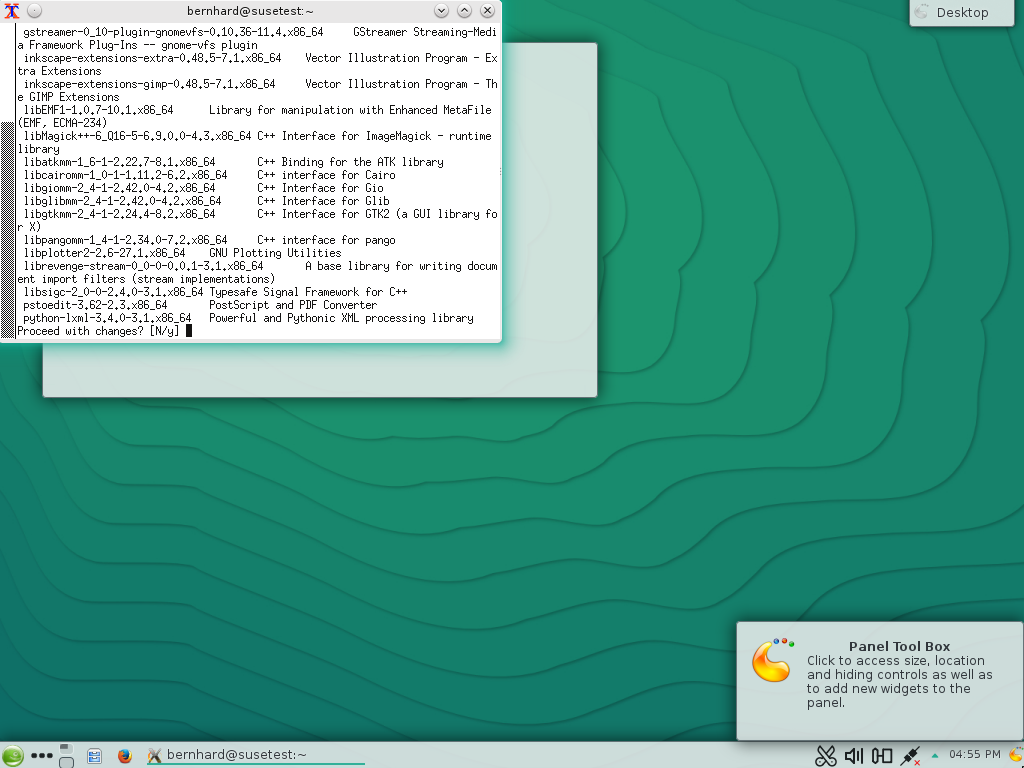 bernhard@susetest:~
Desktop
gstreamer-0_10-plugin-gnomevfs-0.10.36-11.4.x86_64 GStreamer Streaming-Medi
a Framework Plug-Ins -- gnome-vfs plugin
inkscape-extensions-extra-0.48.5-7.1.x86_64 Vector Illustration Program - Ex
tra Extensions
inkscape-extensions-gimp-0.48.5-7.1.x86_64 Vector Illustration Program - Th
e GIMP Extensions
libEMF1-1.0.7-10.1.x86_64 Library for manipulation with Enhanced MetaFile
(EMF, ECMA-234)
libMagick++-6_Q16-5-6.9.0.0-4.3.x86_64 C++ Interface for ImageMagick - runtime
library
libatkmm-1_6-1-2.22.7-8.1.x86_64 C++ Binding for the ATK library
libcairomm-1_0-1-1.11.2-6.2.x86_64 C++ interface for Cairo
libgiomm-2_4-1-2.42.0-4.2.x86_64 C++ Interface for Gio
libglibmm-2_4-1-2.42.0-4.2.x86_64 C++ Interface for Glib
libgtkmm-2_4-1-2.24.4-8.2.x86_64 C++ Interface for GTK2 (a GUI library fo
r X)
libpangomm-1_4-1-2.34.0-7.2.x86_64 C++ interface for pango
libplotter2-2.6-27.1.x86_64 GNU Plotting Utilities
librevenge-stream-0_0-0-0.0.1-3.1.x86_64 A base library for writing docum
ent import filters (stream implementations)
libsigc-2_0-0-2.4.0-3.1.x86_64 Typesafe Signal Framework for C++
pstoedit-3.62-2.3.x86_64 PostScript and PDF Converter
python-lxml-3.4.0-3.1.x86_64 Powerful and Pythonic XML processing library
Proceed with changes? [N/y]
Panel Tool Box
Click to access size, location
and hiding controls as well as
to add new widgets to the
panel.
bernhard@susetest:~
04:55 PM